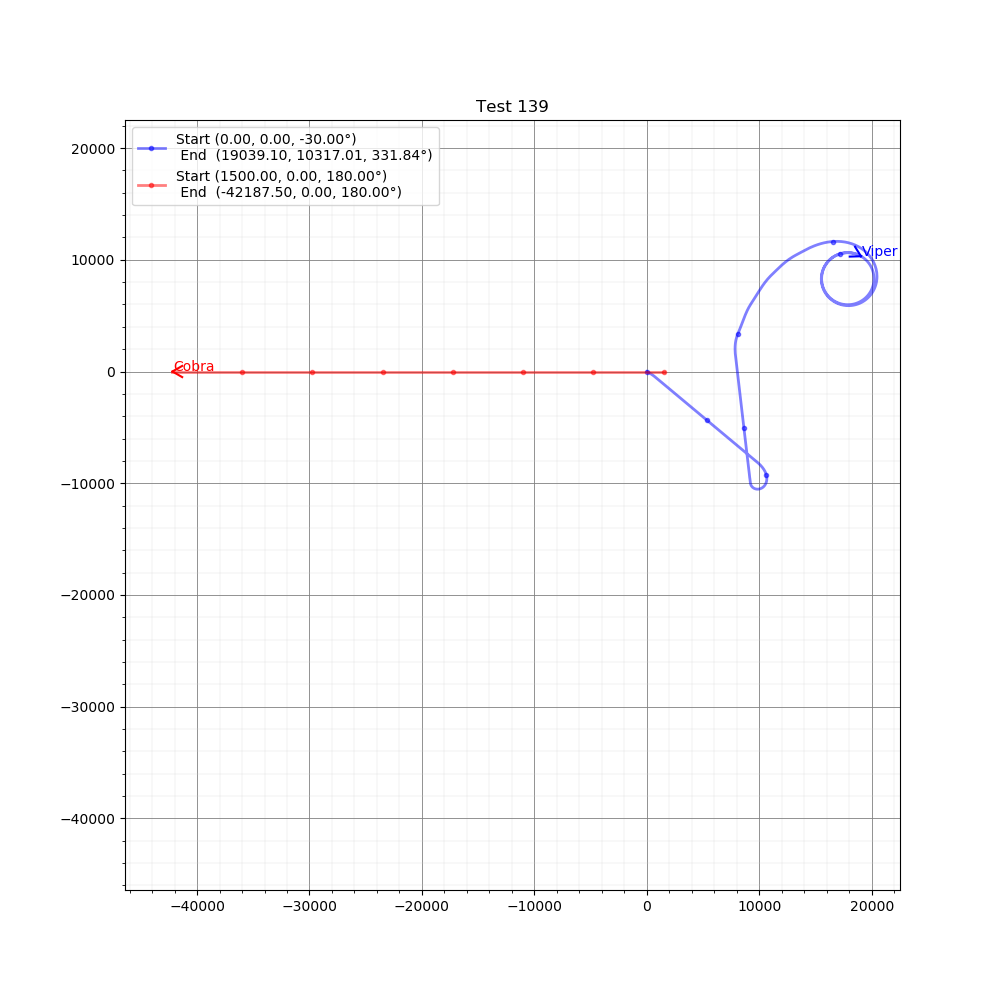 Test 139
Start (0.00, 0.00, -30.00°)
End (19039.10, 10317.01, 331.84°)
Start (1500.00, 0.00, 180.00°)
End (-42187.50, 0.00, 180.00°)
20000
10000
0
−10000
−20000
−30000
−40000
Viper
Cobra
−40000
−30000
−20000
−10000
0
10000
20000